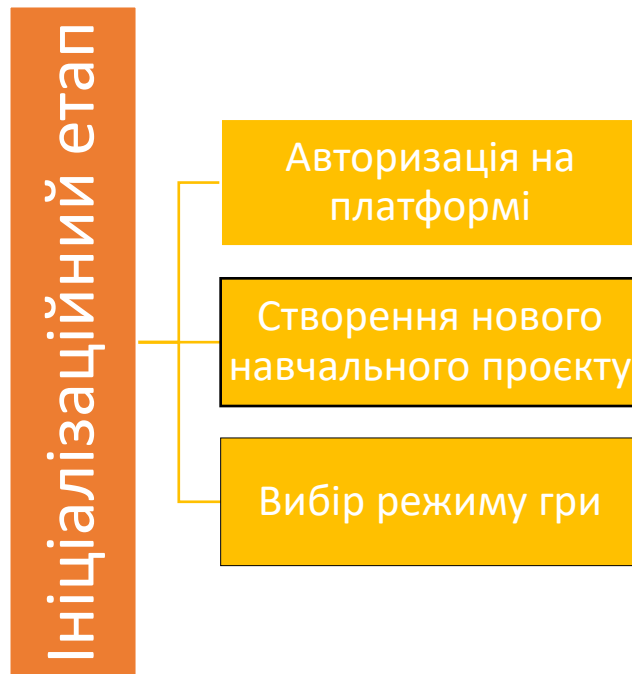 Ініціалізаційний етап
Авторизація на
платформі
Створення нового
навчального проєкту
Вибір режиму гри